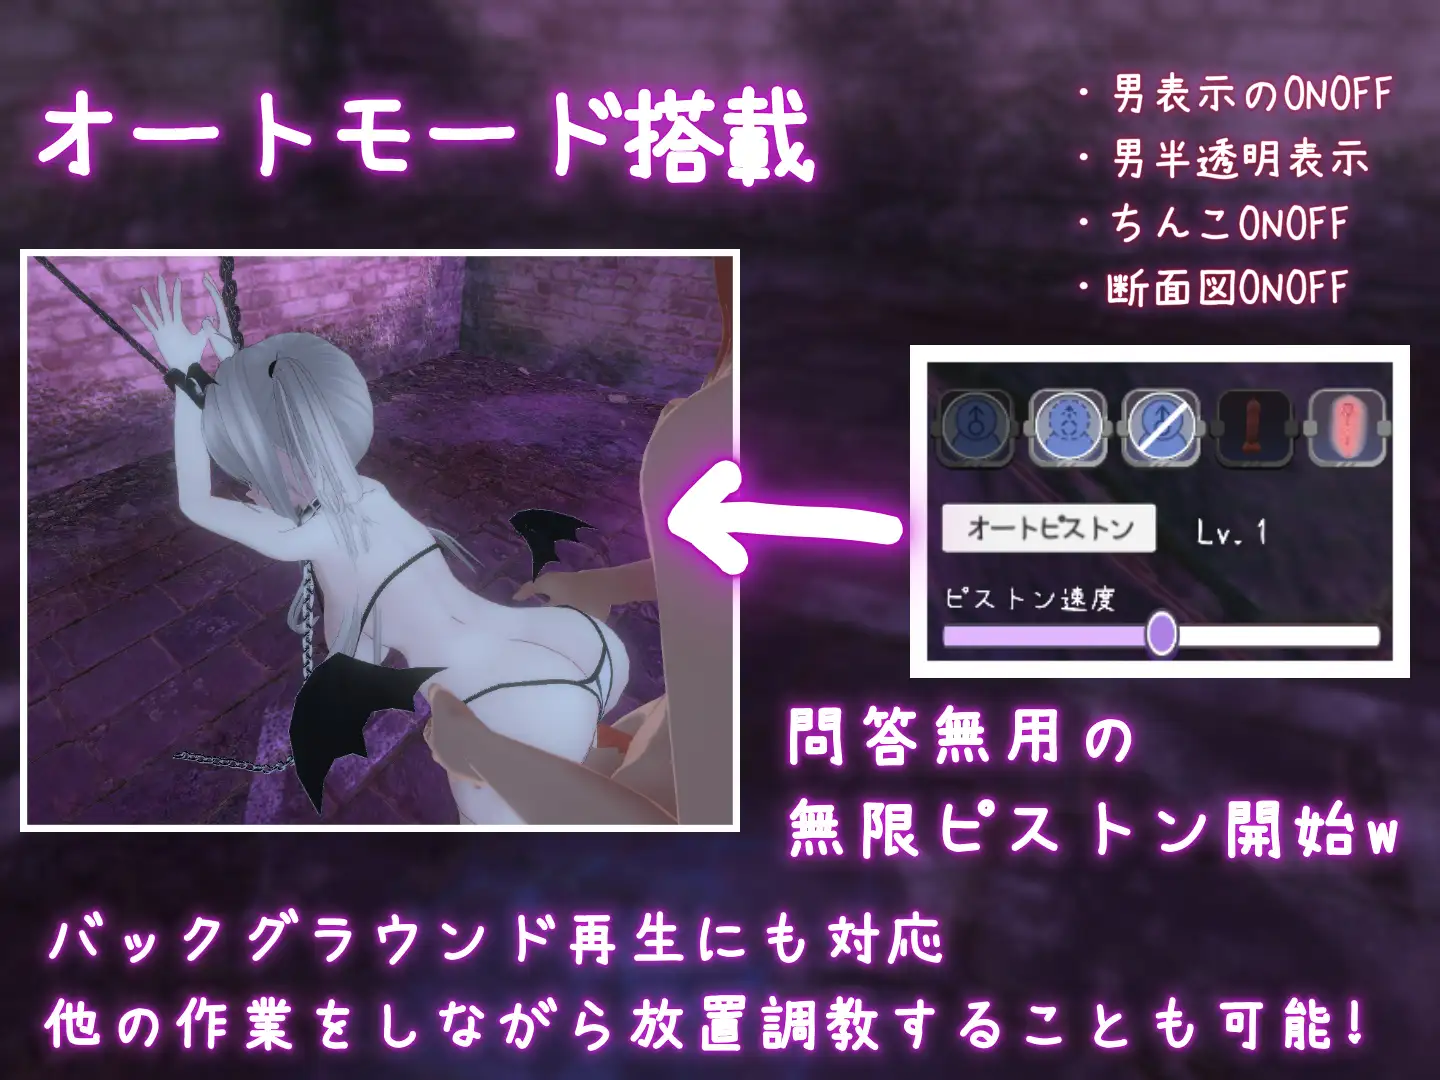 オートモード搭載
・男表示のONOFF
・男半透明表示
・ちんこONOFF
・断面図ONOFF
オートピストン Lv.1
ピストン速度
問答無用の
無限ピストン開始w
バックグラウンド再生にも対応
他の作業をしながら放置調教することも可能!